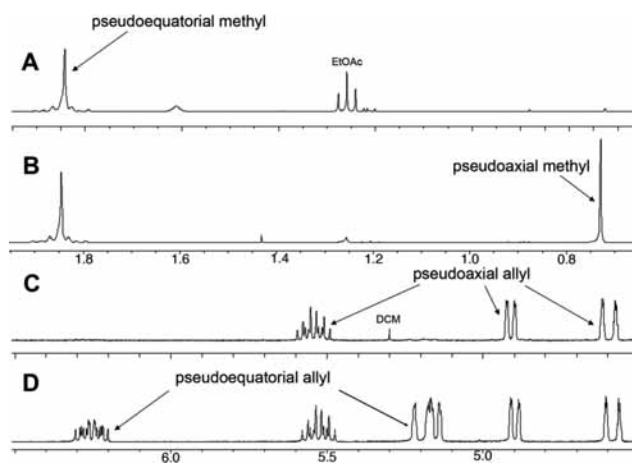 pseudoequatorial methyl
A
EtOAc
B
pseudoaxial methyl
1.8 1.6 1.4 1.2 1.0 0.8
C
pseudoaxial allyl
DCM
D
pseudoequatorial allyl
6.0 5.5 5.0